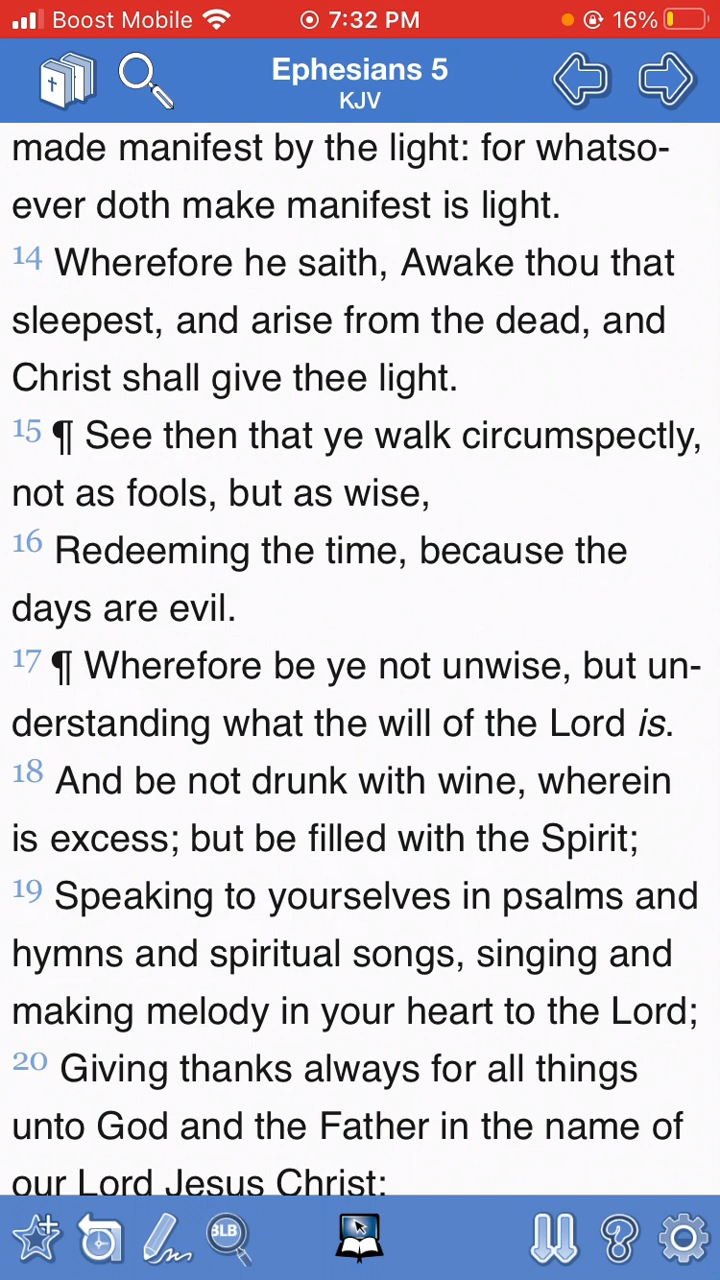 Boost Mobile 7:32 PM 16%
Ephesians 5
KJV
made manifest by the light: for whatso-
ever doth make manifest is light.
14 Wherefore he saith, Awake thou that
sleepest, and arise from the dead, and
Christ shall give thee light.
15 ¶ See then that ye walk circumspectly,
not as fools, but as wise,
16 Redeeming the time, because the
days are evil.
17 ¶ Wherefore be ye not unwise, but un-
derstanding what the will of the Lord is.
18 And be not drunk with wine, wherein
is excess; but be filled with the Spirit;
19 Speaking to yourselves in psalms and
hymns and spiritual songs, singing and
making melody in your heart to the Lord;
20 Giving thanks always for all things
unto God and the Father in the name of
our Lord Jesus Christ;
BLB